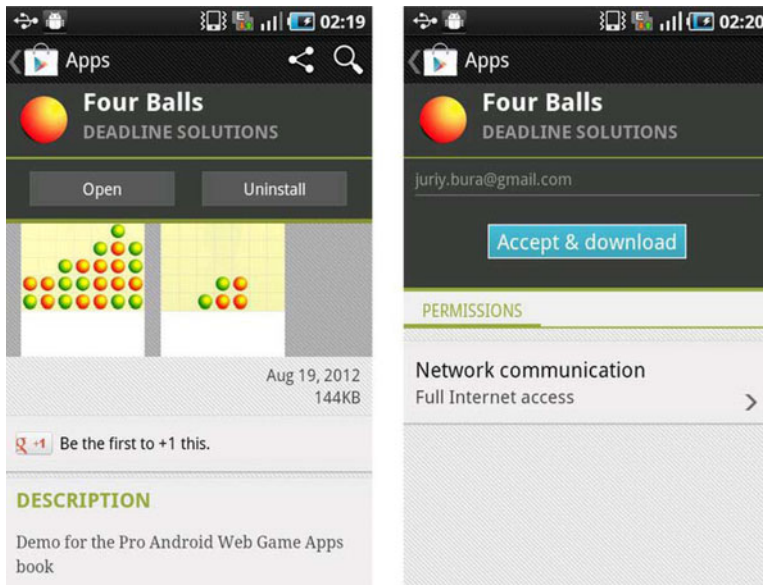 02:19
Apps
Four Balls
DEADLINE SOLUTIONS
Open
Uninstall
Aug 19, 2012
144KB
g +1 Be the first to +1 this.
DESCRIPTION
Demo for the Pro Android Web Game Apps
book
02:20
Apps
Four Balls
DEADLINE SOLUTIONS
juriy.bura@gmail.com
Accept & download
PERMISSIONS
Network communication
Full Internet access